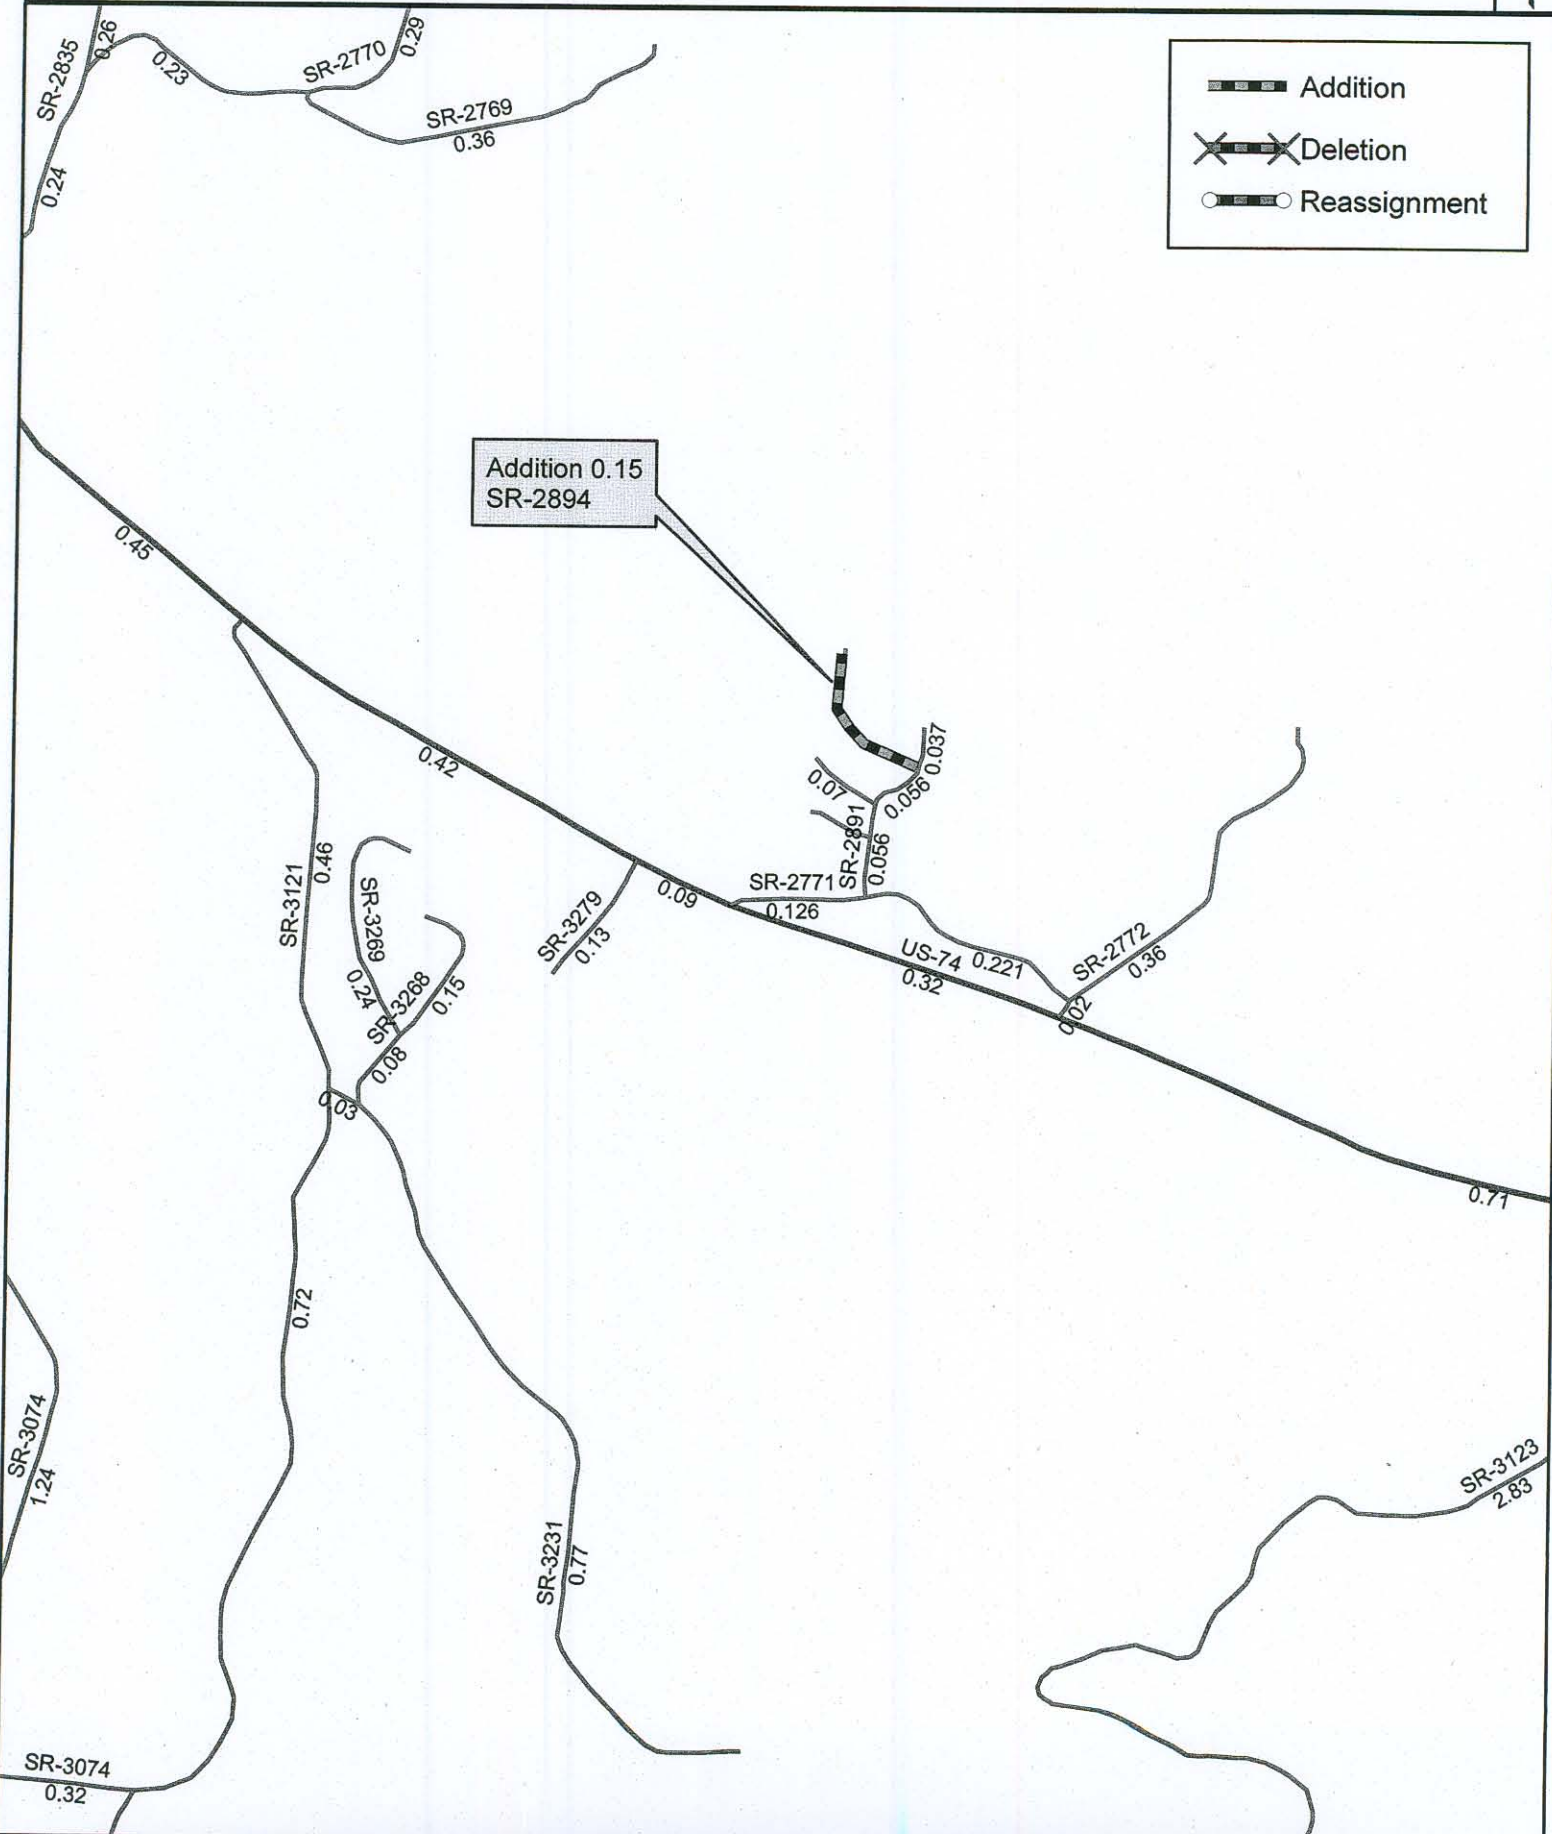 SR-2835
0.26
0.23
SR-2770
0.29
SR-2769
0.36
0.24
Addition
Deletion
Reassignment
Addition 0.15
SR-2894
0.45
0.42
0.037
0.07
0.056
SR-2891
0.056
SR-3121
0.46
SR-3269
0.24
SR-3268
0.15
0.08
0.03
SR-3279
0.13
0.09
SR-2771
0.126
US-74
0.32
0.221
SR-2772
0.36
0.02
0.71
0.72
SR-3074
1.24
SR-3231
0.77
SR-3123
2.83
SR-3074
0.32